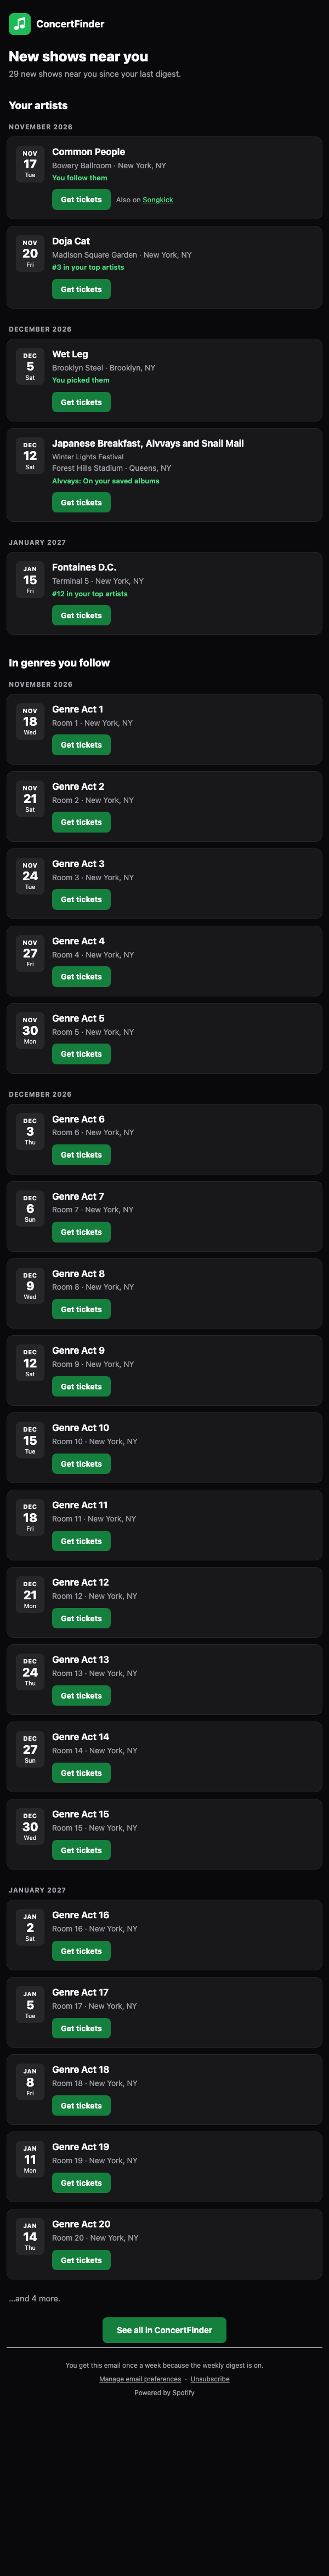 ConcertFinder
New shows near you
29 new shows near you since your last digest.
Your artists
NOVEMBER 2026
NOV
17
Tue
Common People
Bowery Ballroom · New York, NY
You follow them
Get tickets
Also on Songkick
NOV
20
Fri
Doja Cat
Madison Square Garden · New York, NY
#3 in your top artists
Get tickets
DECEMBER 2026
DEC
5
Sat
Wet Leg
Brooklyn Steel · Brooklyn, NY
You picked them
Get tickets
DEC
12
Sat
Japanese Breakfast, Alvvays and Snail Mail
Winter Lights Festival
Forest Hills Stadium · Queens, NY
Alvvays: On your saved albums
Get tickets
JANUARY 2027
JAN
15
Fri
Fontaines D.C.
Terminal 5 · New York, NY
#12 in your top artists
Get tickets
In genres you follow
NOVEMBER 2026
NOV
18
Wed
Genre Act 1
Room 1 · New York, NY
Get tickets
NOV
21
Sat
Genre Act 2
Room 2 · New York, NY
Get tickets
NOV
24
Tue
Genre Act 3
Room 3 · New York, NY
Get tickets
NOV
27
Fri
Genre Act 4
Room 4 · New York, NY
Get tickets
NOV
30
Mon
Genre Act 5
Room 5 · New York, NY
Get tickets
DECEMBER 2026
DEC
3
Thu
Genre Act 6
Room 6 · New York, NY
Get tickets
DEC
6
Sun
Genre Act 7
Room 7 · New York, NY
Get tickets
DEC
9
Wed
Genre Act 8
Room 8 · New York, NY
Get tickets
DEC
12
Sat
Genre Act 9
Room 9 · New York, NY
Get tickets
DEC
15
Tue
Genre Act 10
Room 10 · New York, NY
Get tickets
DEC
18
Fri
Genre Act 11
Room 11 · New York, NY
Get tickets
DEC
21
Mon
Genre Act 12
Room 12 · New York, NY
Get tickets
DEC
24
Thu
Genre Act 13
Room 13 · New York, NY
Get tickets
DEC
27
Sun
Genre Act 14
Room 14 · New York, NY
Get tickets
DEC
30
Wed
Genre Act 15
Room 15 · New York, NY
Get tickets
JANUARY 2027
JAN
2
Sat
Genre Act 16
Room 16 · New York, NY
Get tickets
JAN
5
Tue
Genre Act 17
Room 17 · New York, NY
Get tickets
JAN
8
Fri
Genre Act 18
Room 18 · New York, NY
Get tickets
JAN
11
Mon
Genre Act 19
Room 19 · New York, NY
Get tickets
JAN
14
Thu
Genre Act 20
Room 20 · New York, NY
Get tickets
...and 4 more.
See all in ConcertFinder
You get this email once a week because the weekly digest is on.
Manage email preferences · Unsubscribe
Powered by Spotify